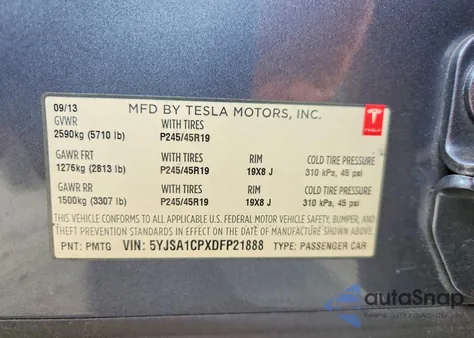 09/13 MFD BY TESLA MOTORS, INC.
GVWR WITH TIRES
2590kg (5710 lb) P245/45R19
TESLA
GAWR FRT WITH TIRES RIM COLD TIRE PRESSURE
1276kg (2813 lb) P245/45R19 19X8 J 310 kPa, 45 psi
GAWR RR WITH TIRES RIM COLD TIRE PRESSURE
1500kg (3307 lb) P245/45R19 19X8 J 310 kPa, 45 psi
THIS VEHICLE CONFORMS TO ALL APPLICABLE U.S. FEDERAL MOTOR VEHICLE SAFETY, BUMPER, AND
THEFT PREVENTION STANDARDS IN EFFECT ON THE DATE OF MANUFACTURE SHOWN ABOVE.
PNT: PMTG VIN: 5YJSA1CPXDFP21888 TYPE: PASSENGER CAR
autoSnap